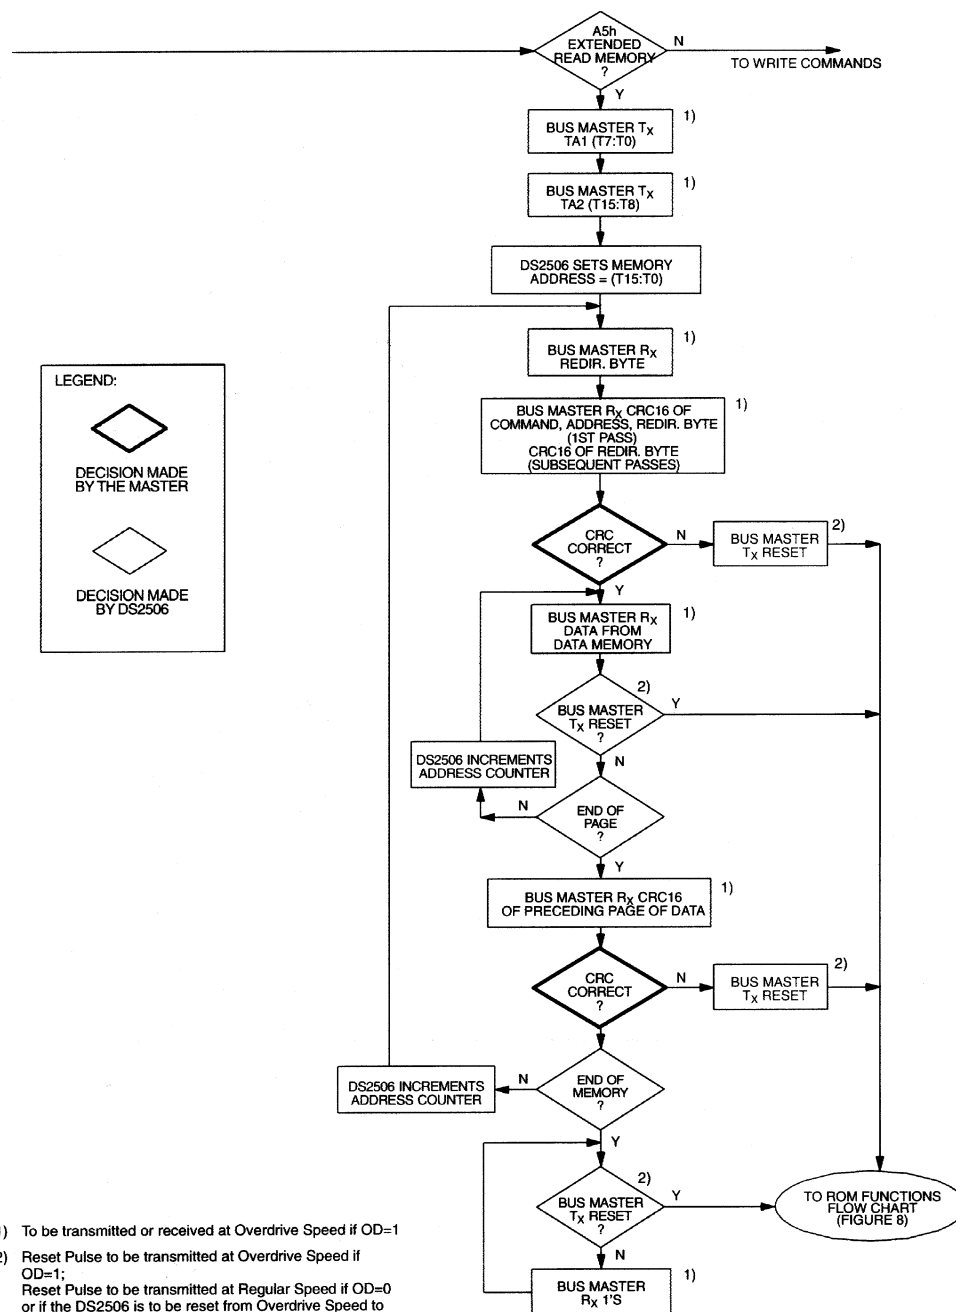 A5h
EXTENDED
READ MEMORY
?
N
TO WRITE COMMANDS
Y
BUS MASTER TX
TA1 (T7:T0)
1)
BUS MASTER TX
TA2 (T15:T8)
1)
DS2506 SETS MEMORY
ADDRESS = (T15:T0)
BUS MASTER RX
REDIR. BYTE
1)
LEGEND:
DECISION MADE
BY THE MASTER
DECISION MADE
BY DS2506
BUS MASTER RX CRC16 OF
COMMAND, ADDRESS, REDIR. BYTE
(1ST PASS)
CRC16 OF REDIR. BYTE
(SUBSEQUENT PASSES)
1)
CRC
CORRECT
?
N
BUS MASTER
TX RESET
2)
Y
BUS MASTER RX
DATA FROM
DATA MEMORY
1)
BUS MASTER
TX RESET
?
2)
Y
N
DS2506 INCREMENTS
ADDRESS COUNTER
N
END OF
PAGE
?
Y
BUS MASTER RX CRC16
OF PRECEDING PAGE OF DATA
1)
CRC
CORRECT
?
N
BUS MASTER
TX RESET
2)
DS2506 INCREMENTS
ADDRESS COUNTER
N
END OF
MEMORY
?
Y
BUS MASTER
TX RESET
?
2)
Y
TO ROM FUNCTIONS
FLOW CHART
(FIGURE 8)
N
BUS MASTER
RX 1'S
1)
1) To be transmitted or received at Overdrive Speed if OD=1
2) Reset Pulse to be transmitted at Overdrive Speed if
OD=1;
Reset Pulse to be transmitted at Regular Speed if OD=0
or if the DS2506 is to be reset from Overdrive Speed to